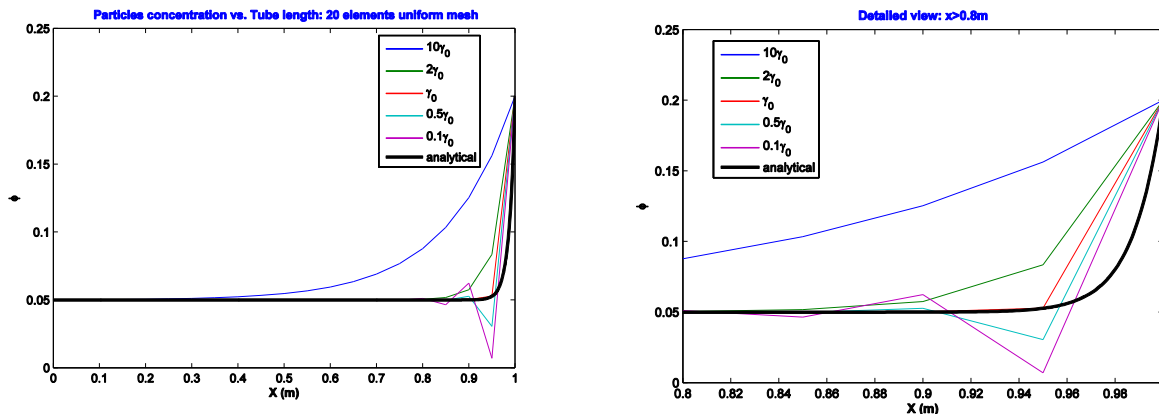 Particles concentration vs. Tube length: 20 elements uniform mesh
0.25
0.2
0.15
0.1
0.05
0
ϕ
10γ0
2γ0
γ0
0.5γ0
0.1γ0
analytical
0 0.1 0.2 0.3 0.4 0.5 0.6 0.7 0.8 0.9 1
X (m)
Detailed view: x>0.8m
0.25
0.2
0.15
0.1
0.05
0
ϕ
10γ0
2γ0
γ0
0.5γ0
0.1γ0
analytical
0.8 0.82 0.84 0.86 0.88 0.9 0.92 0.94 0.96 0.98
X (m)